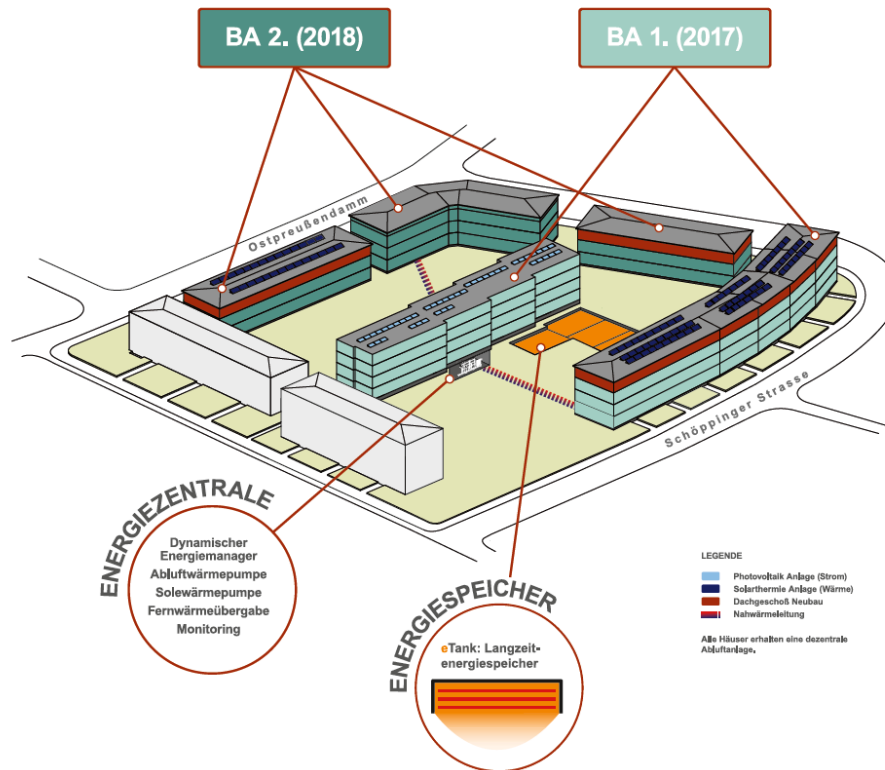 BA 2. (2018)
BA 1. (2017)
Ostpreußendamm
Schöppinger Strasse
ENERGIEZENTRALE
Dynamischer
Energiemanager
Abluftwärmepumpe
Solewärmepumpe
Fernwärmeübergabe
Monitoring
ENERGIESPEICHER
eTank: Langzeit-
energiespeicher
LEGENDE
Photovoltaik Anlage (Strom)
Solarthermie Anlage (Wärme)
Dachgeschoß Neubau
Nahwärmeleitung
Alle Häuser erhalten eine dezentrale
Abluftanlage.